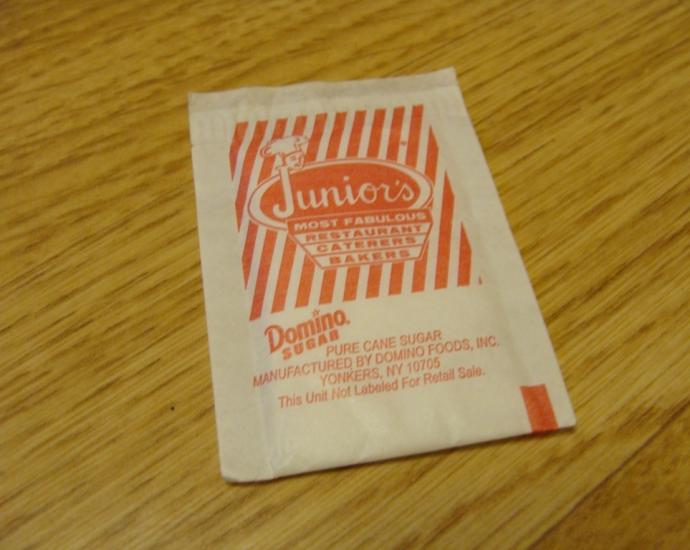 Junior's
MOST FABULOUS
RESTAURANT
CATERERS
BAKERS
Domino
SUGAR
PURE CANE SUGAR
MANUFACTURED BY DOMINO FOODS, INC.
YONKERS, NY 10705
This Unit Not Labeled For Retail Sale.